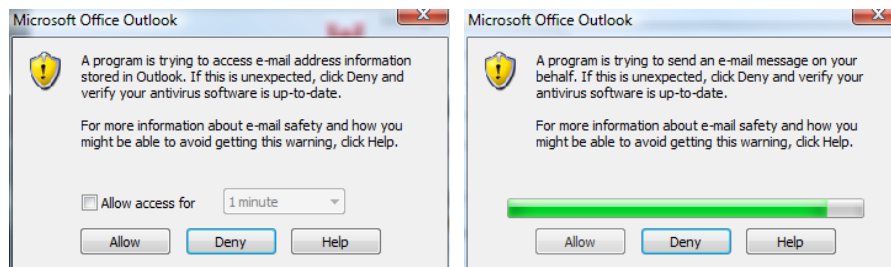 Microsoft Office Outlook
A program is trying to access e-mail address information
stored in Outlook. If this is unexpected, click Deny and
verify your antivirus software is up-to-date.
For more information about e-mail safety and how you
might be able to avoid getting this warning, click Help.
Allow access for
1 minute
Allow
Deny
Help
Microsoft Office Outlook
A program is trying to send an e-mail message on your
behalf. If this is unexpected, click Deny and verify your
antivirus software is up-to-date.
For more information about e-mail safety and how you
might be able to avoid getting this warning, click Help.
Allow
Deny
Help